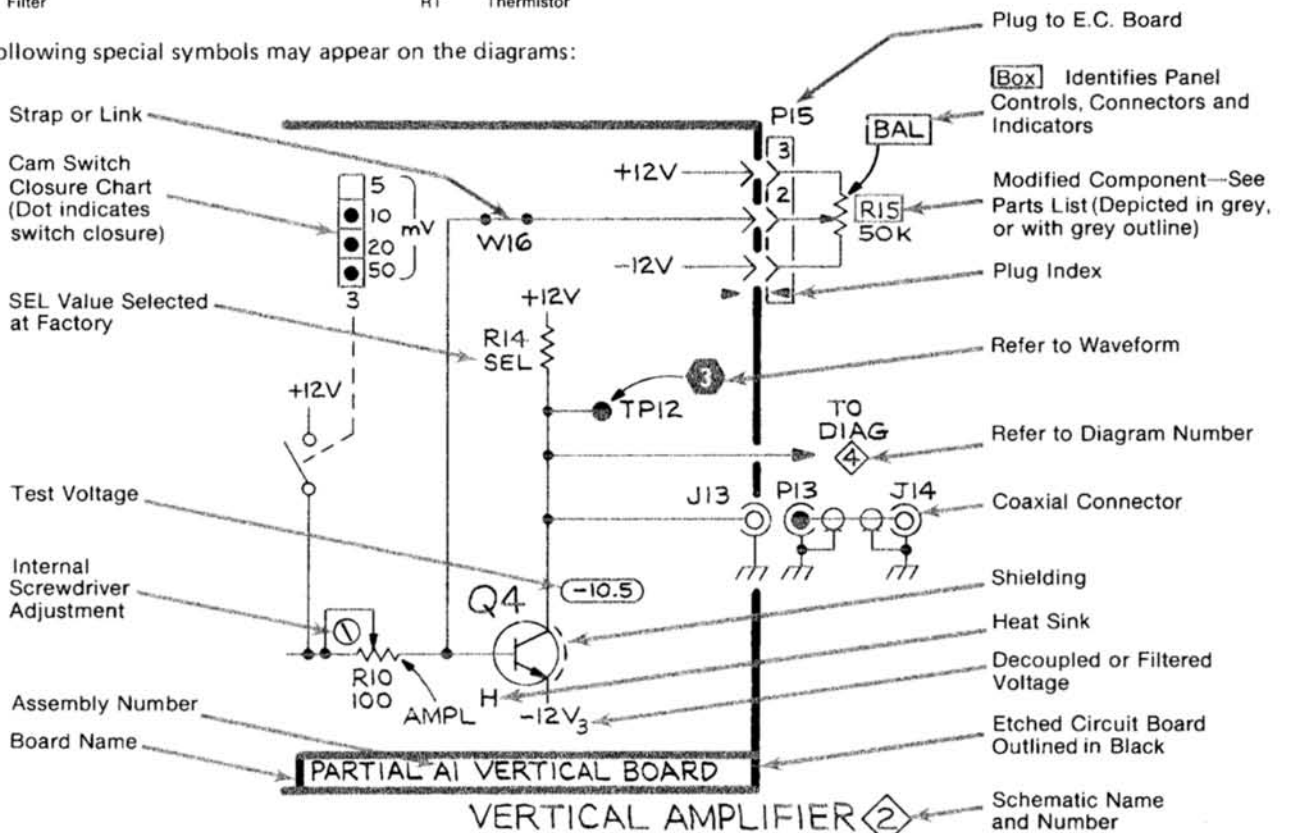 Filter
RT Thermistor
ollowing special symbols may appear on the diagrams:
Plug to E.C. Board
Box Identifies Panel
Controls, Connectors and
Indicators
Strap or Link
Cam Switch
Closure Chart
(Dot indicates
switch closure)
5
10
20
50
mV
3
W16
+12V
-12V
P15
3
2
BAL
R15
50K
Modified Component—See
Parts List (Depicted in grey,
or with grey outline)
Plug Index
SEL Value Selected
at Factory
+12V
R14
SEL
3
TP12
Refer to Waveform
+12V
TO
DIAG
4
Refer to Diagram Number
Test Voltage
J13
P13
J14
Coaxial Connector
Internal
Screwdriver
Adjustment
-10.5
Q4
Shielding
Heat Sink
R10
100
AMPL
H
-12V3
Decoupled or Filtered
Voltage
Assembly Number
Board Name
Etched Circuit Board
Outlined in Black
PARTIAL A1 VERTICAL BOARD
VERTICAL AMPLIFIER 2
Schematic Name
and Number